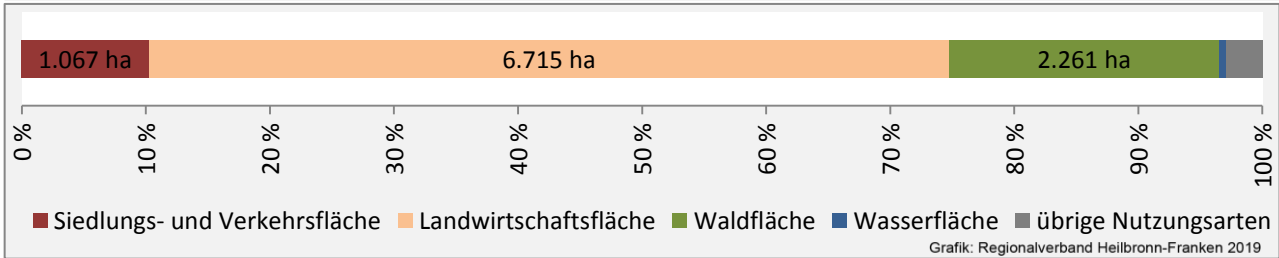 1.067 ha 6.715 ha 2.261 ha
0 % 10 % 20 % 30 % 40 % 50 % 60 % 70 % 80 % 90 % 100 %
Siedlungs- und Verkehrsfläche Landwirtschaftsfläche Waldfläche Wasserfläche übrige Nutzungsarten
Grafik: Regionalverband Heilbronn-Franken 2019